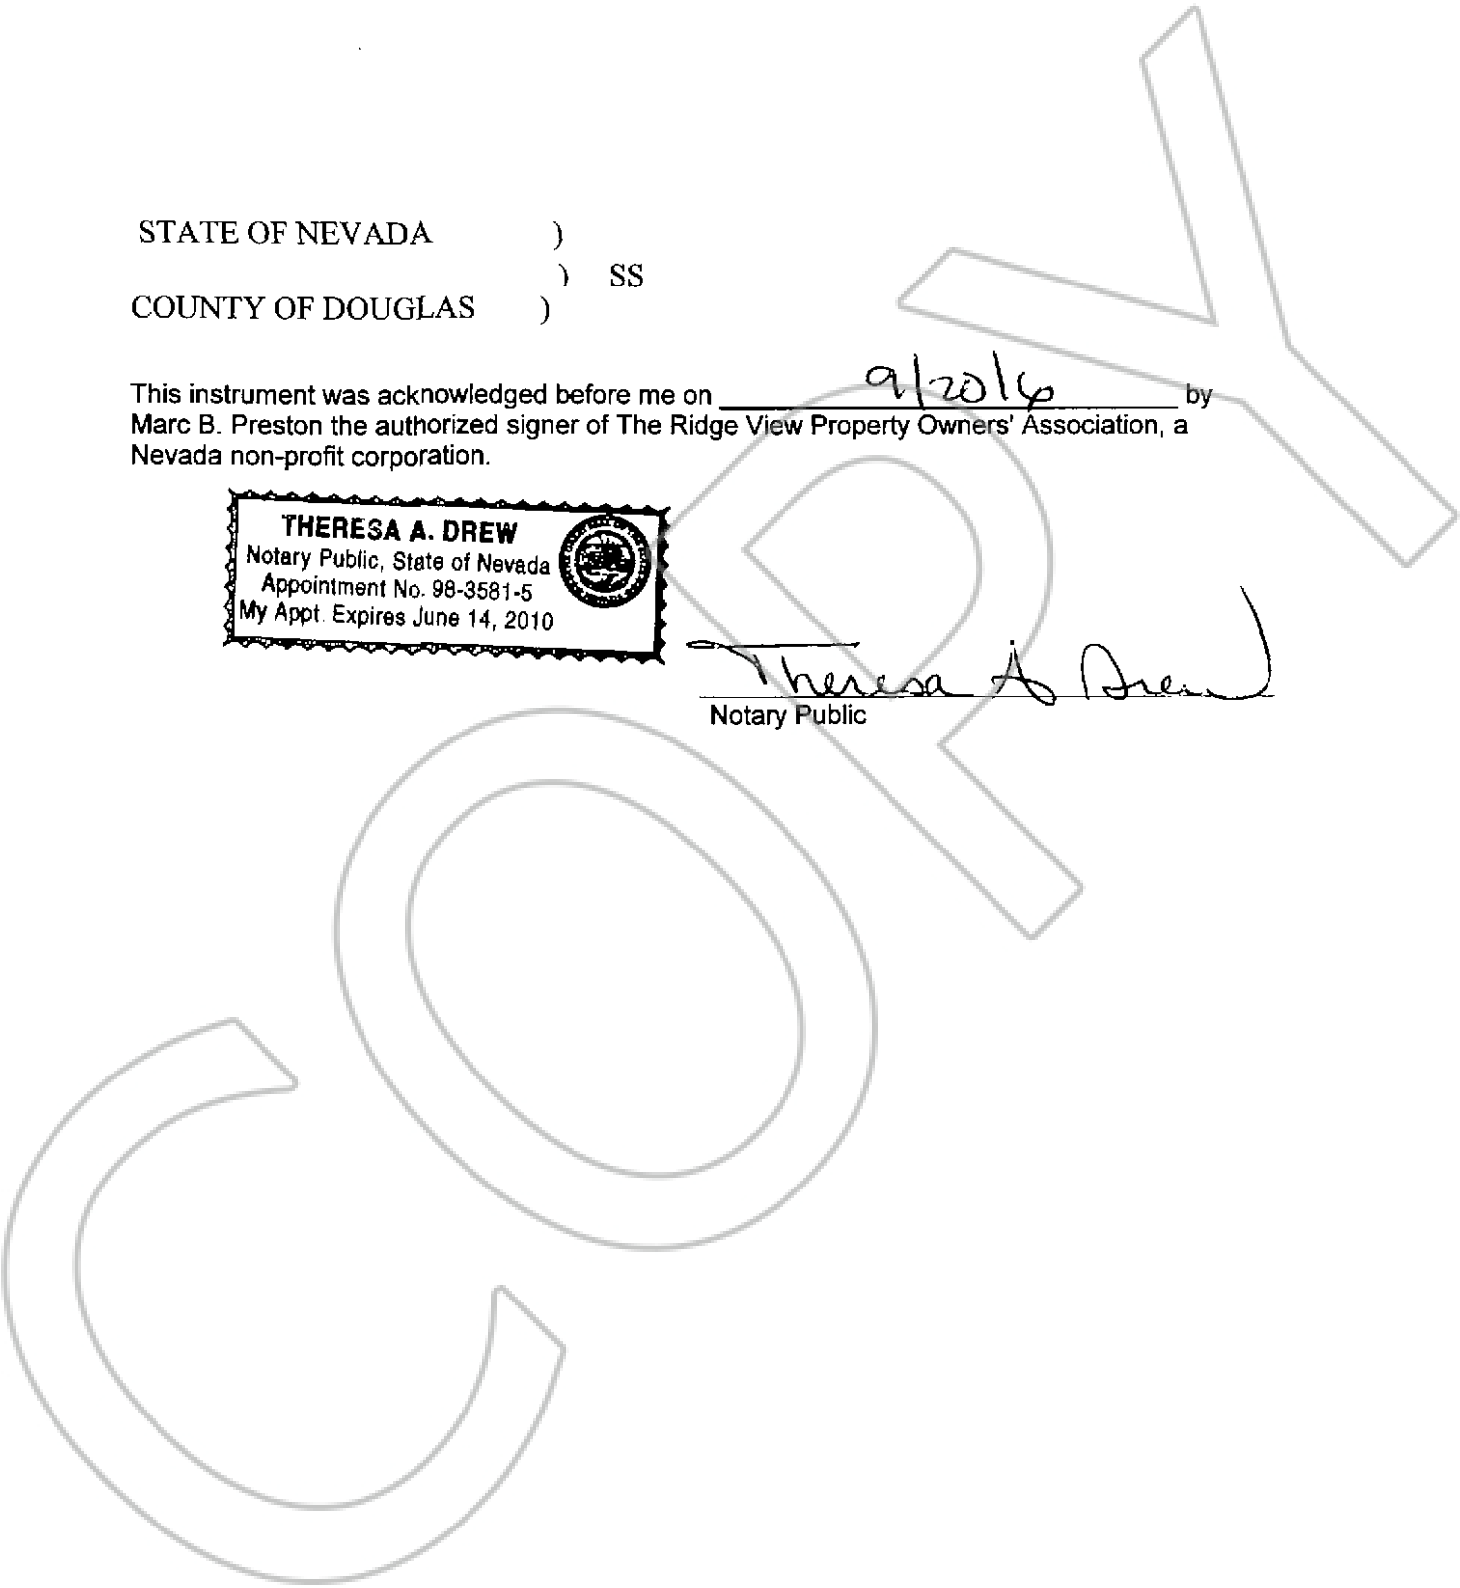 STATE OF NEVADA )
) SS
COUNTY OF DOUGLAS )
This instrument was acknowledged before me on 9/20/6 by
Marc B. Preston the authorized signer of The Ridge View Property Owners' Association, a
Nevada non-profit corporation.
THERESA A. DREW
Notary Public, State of Nevada
Appointment No. 98-3581-5
My Appt. Expires June 14, 2010
Theresa A Drew
Notary Public
COPY